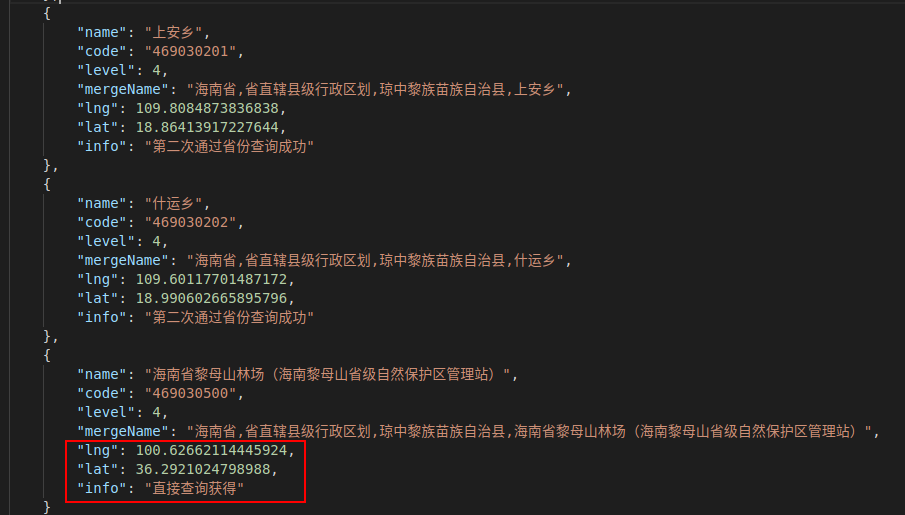 {
"name": "上安乡",
"code": "469030201",
"level": 4,
"mergeName": "海南省,省直辖县级行政区划,琼中黎族苗族自治县,上安乡",
"lng": 109.8084873836838,
"lat": 18.86413917227644,
"info": "第二次通过省份查询成功"
},
{
"name": "什运乡",
"code": "469030202",
"level": 4,
"mergeName": "海南省,省直辖县级行政区划,琼中黎族苗族自治县,什运乡",
"lng": 109.60117701487172,
"lat": 18.990602665895796,
"info": "第二次通过省份查询成功"
},
{
"name": "海南省黎母山林场（海南黎母山省级自然保护区管理站）",
"code": "469030500",
"level": 4,
"mergeName": "海南省,省直辖县级行政区划,琼中黎族苗族自治县,海南省黎母山林场（海南黎母山省级自然保护区管理站）",
"lng": 100.62662114445924,
"lat": 36.2921024798988,
"info": "直接查询获得"
}